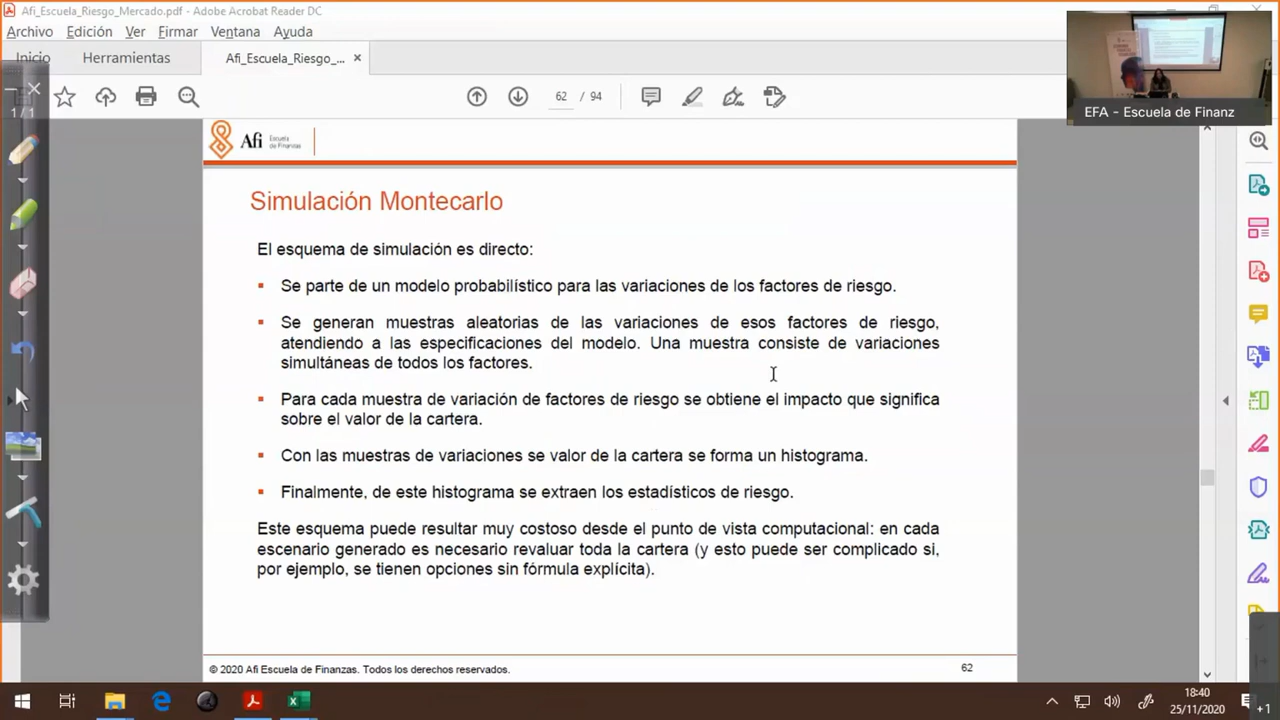 Afi_Escuela_Riesgo_Mercado.pdf - Adobe Acrobat Reader DC
Archivo Edición Ver Firmar Ventana Ayuda
Inicio Herramientas Afi_Escuela_Riesgo_...
1/1
62 / 94
EFA - Escuela de Finanz
Afi Escuela de Finanzas
Simulación Montecarlo
El esquema de simulación es directo:
Se parte de un modelo probabilístico para las variaciones de los factores de riesgo.
Se generan muestras aleatorias de las variaciones de esos factores de riesgo,
atendiendo a las especificaciones del modelo. Una muestra consiste de variaciones
simultáneas de todos los factores.
Para cada muestra de variación de factores de riesgo se obtiene el impacto que significa
sobre el valor de la cartera.
Con las muestras de variaciones se valor de la cartera se forma un histograma.
Finalmente, de este histograma se extraen los estadísticos de riesgo.
Este esquema puede resultar muy costoso desde el punto de vista computacional: en cada
escenario generado es necesario revaluar toda la cartera (y esto puede ser complicado si,
por ejemplo, se tienen opciones sin fórmula explícita).
© 2020 Afi Escuela de Finanzas. Todos los derechos reservados.
62
18:40
25/11/2020
+1